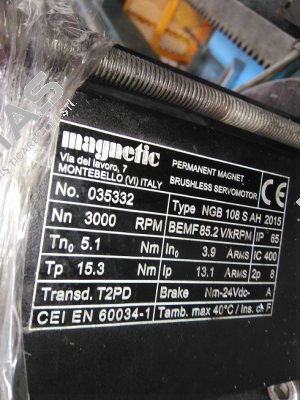 magnetic
Via del lavoro, 7
MONTEBELLO (VI) ITALY
PERMANENT MAGNET
BRUSHLESS SERVOMOTOR
CE
No. 035332 Type NGB 108 S AH 2015
Nn 3000 RPM BEMF 85.2 V/kRPM IP 65
Tn₀ 5.1 Nm In₀ 3.9 ARMS IC 400
Tp 15.3 Nm Ip 13.1 ARMS 2p 8
Transd. T2PD Brake Nm-24Vdc- A
CEI EN 60034-1 Tamb. max 40°C / Ins. cl. F